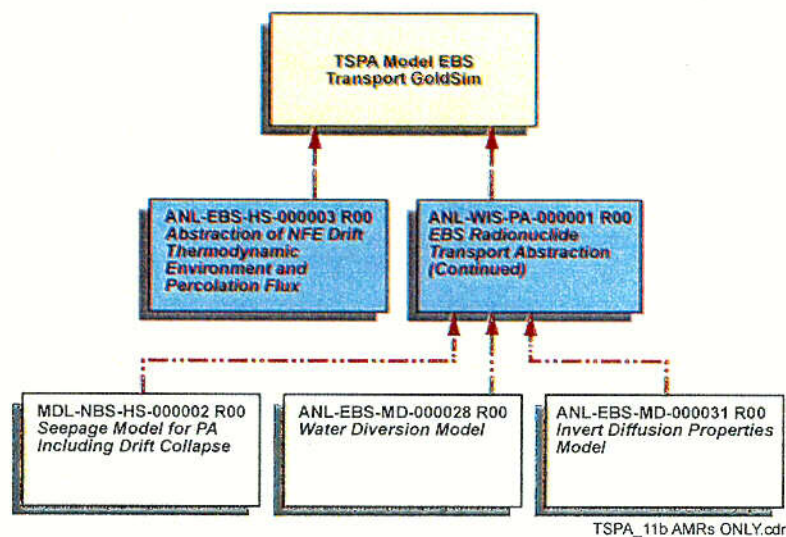 TSPA Model EBS
Transport GoldSim
ANL-EBS-HS-000003 R00
Abstraction of NFE Drift
Thermodynamic
Environment and
Percolation Flux
ANL-WIS-PA-000001 R00
EBS Radionuclide
Transport Abstraction
(Continued)
MDL-NBS-HS-000002 R00
Seepage Model for PA
Including Drift Collapse
ANL-EBS-MD-000028 R00
Water Diversion Model
ANL-EBS-MD-000031 R00
Invert Diffusion Properties
Model
TSPA_11b AMRs ONLY.cdr